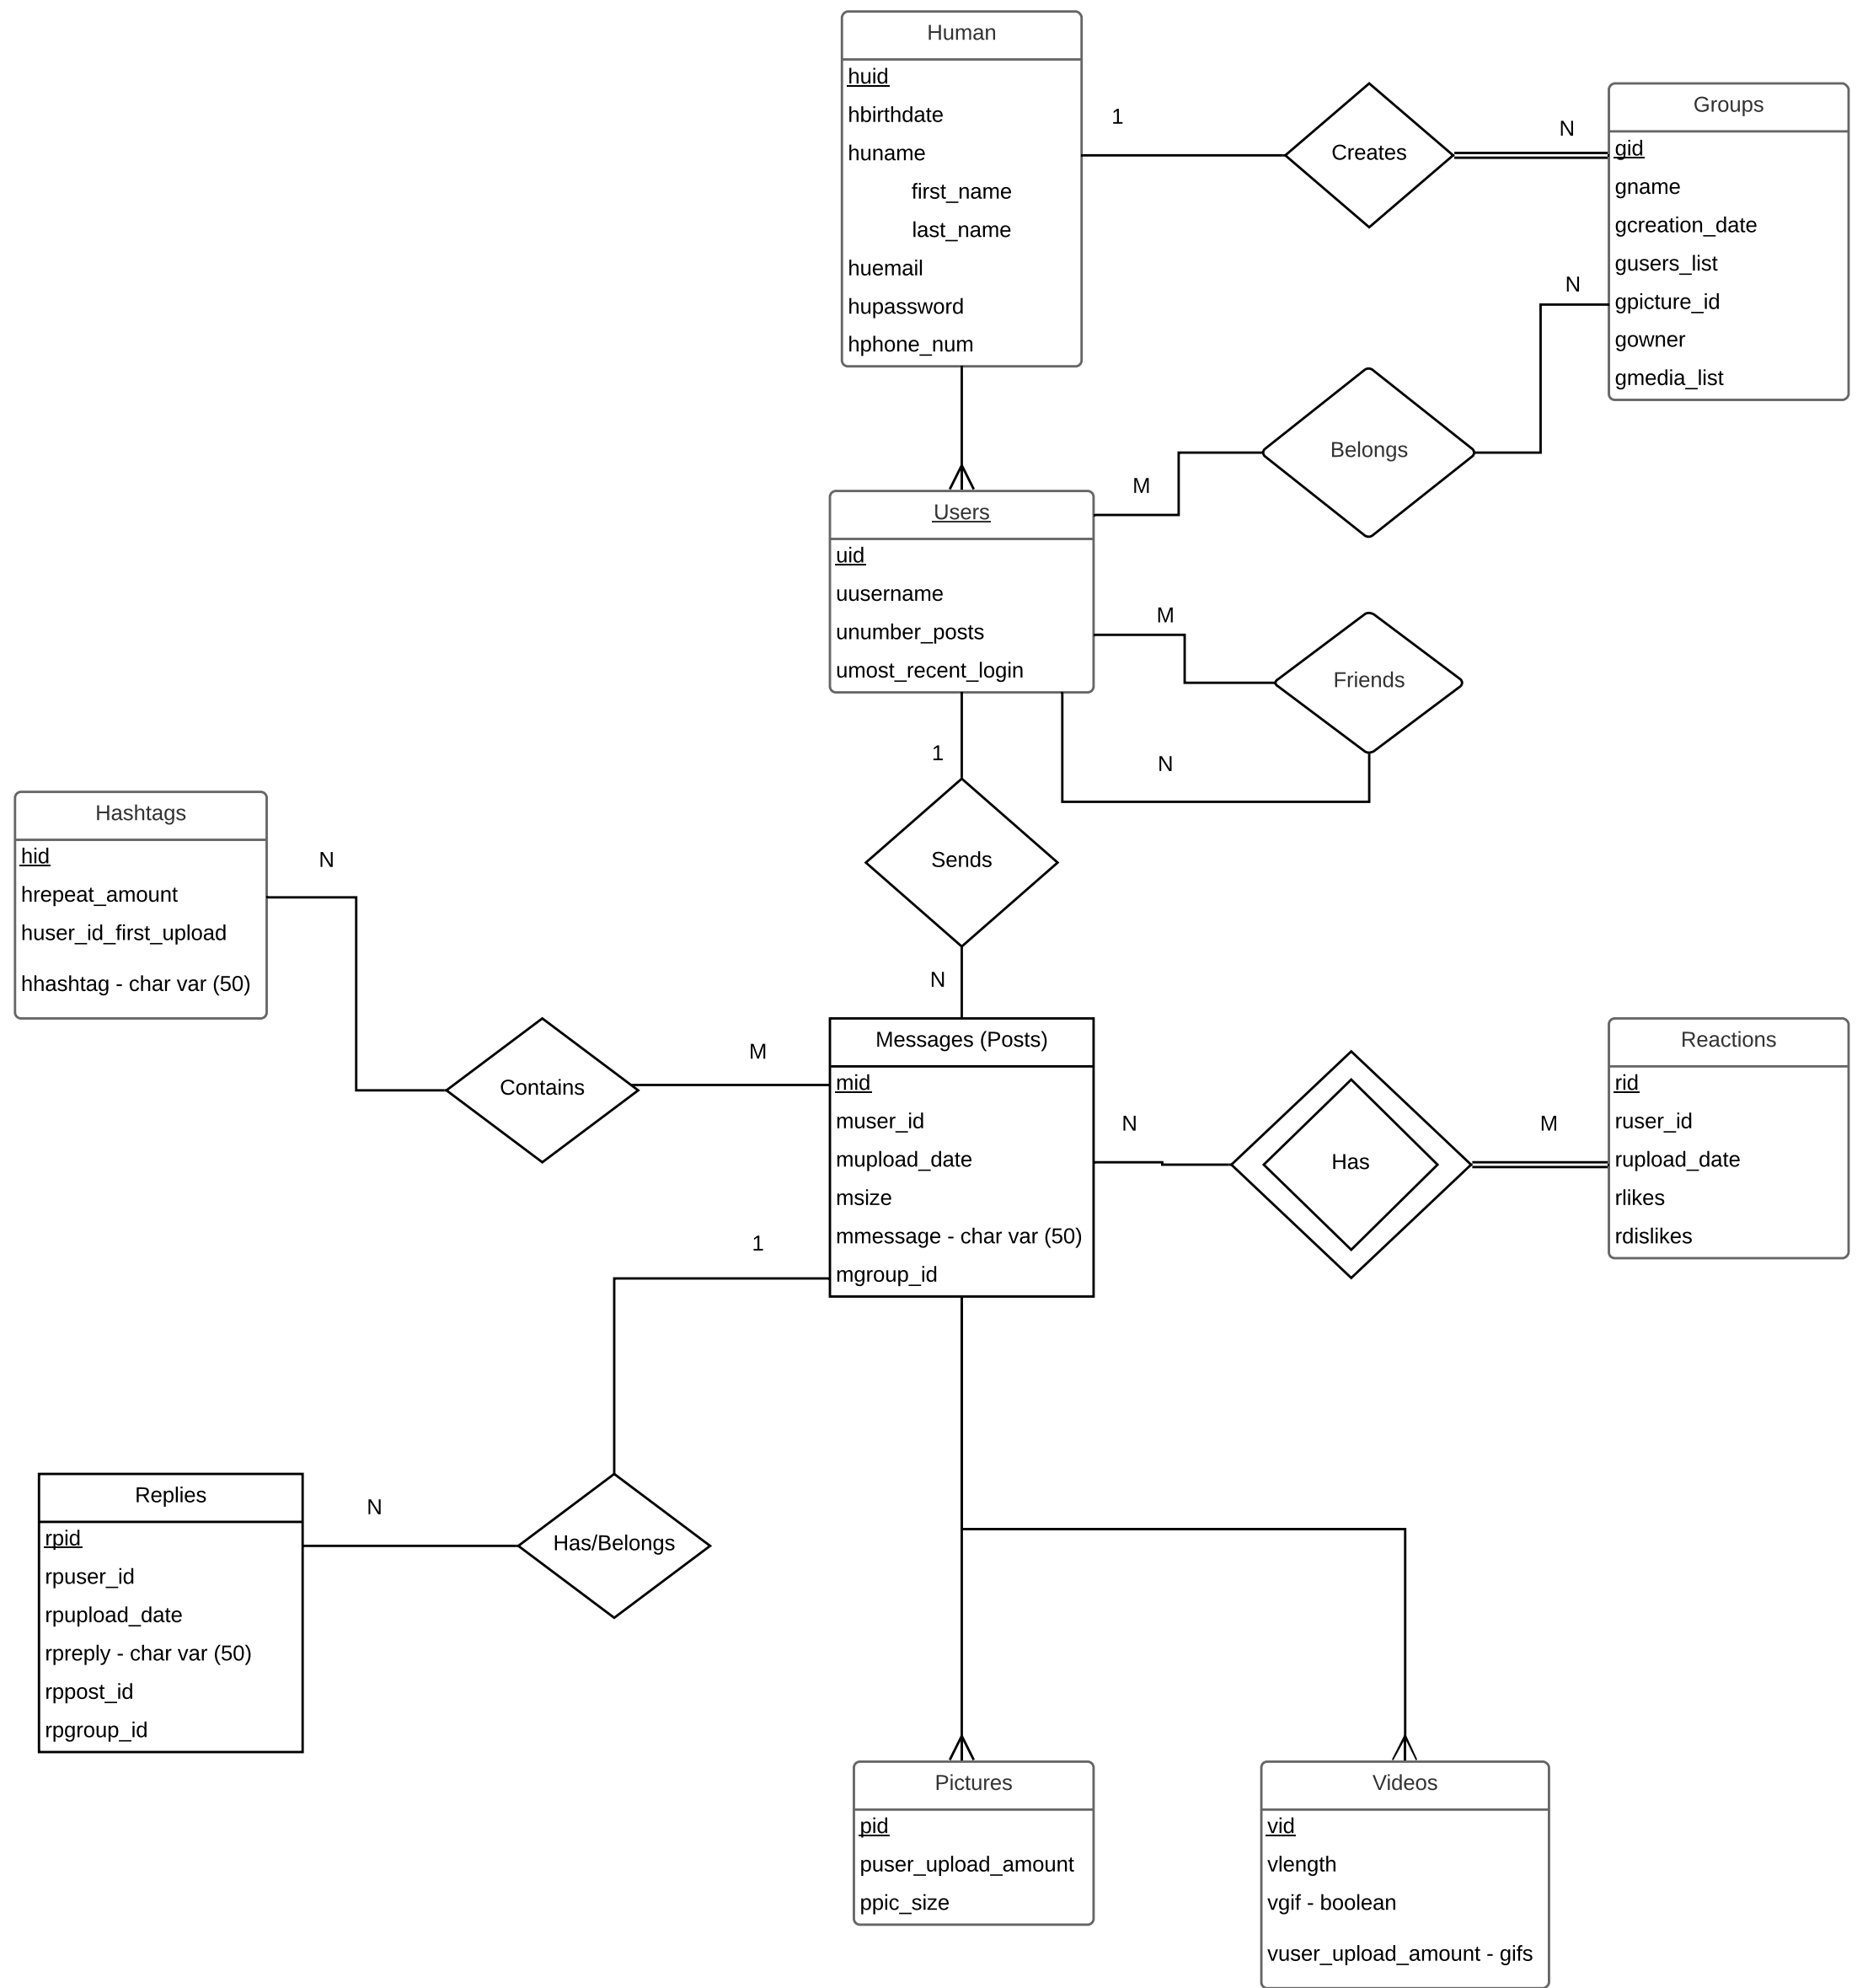 Human
huid
hbirthdate
huname
first_name
last_name
huemail
hupassword
hphone_num
1
Creates
N
Groups
gid
gname
gcreation_date
gusers_list
gpicture_id
gowner
gmedia_list
N
Belongs
M
Users
uid
uusername
unumber_posts
umost_recent_login
M
Friends
N
1
Sends
N
Hashtags
hid
hrepeat_amount
huser_id_first_upload
hhashtag - char var (50)
N
Contains
M
Messages (Posts)
mid
muser_id
mupload_date
msize
mmessage - char var (50)
mgroup_id
N
Has
M
Reactions
rid
ruser_id
rupload_date
rlikes
rdislikes
1
Has/Belongs
N
Replies
rpid
rpuser_id
rpupload_date
rpreply - char var (50)
rppost_id
rpgroup_id
Pictures
pid
puser_upload_amount
ppic_size
Videos
vid
vlength
vgif - boolean
vuser_upload_amount - gifs